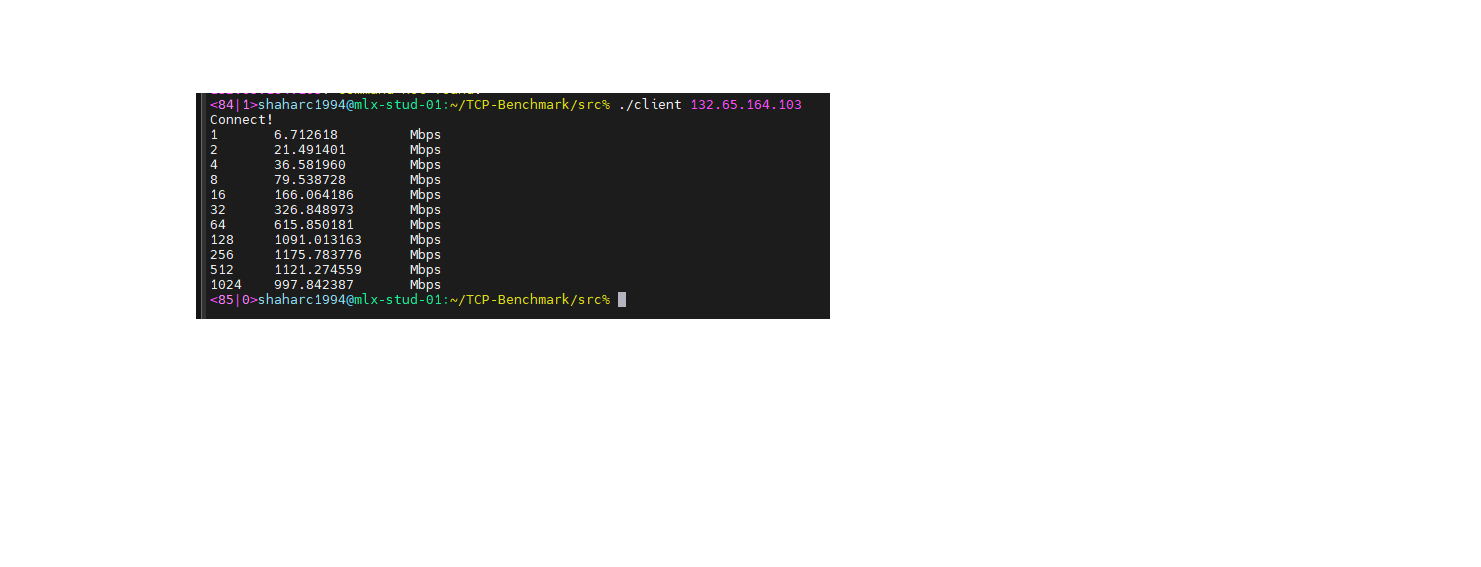 <84|1>shaharc1994@mlx-stud-01:~/TCP-Benchmark/src% ./client 132.65.164.103
Connect!
1 6.712618 Mbps
2 21.491401 Mbps
4 36.581960 Mbps
8 79.538728 Mbps
16 166.064186 Mbps
32 326.848973 Mbps
64 615.850181 Mbps
128 1091.013163 Mbps
256 1175.783776 Mbps
512 1121.274559 Mbps
1024 997.842387 Mbps
<85|0>shaharc1994@mlx-stud-01:~/TCP-Benchmark/src%